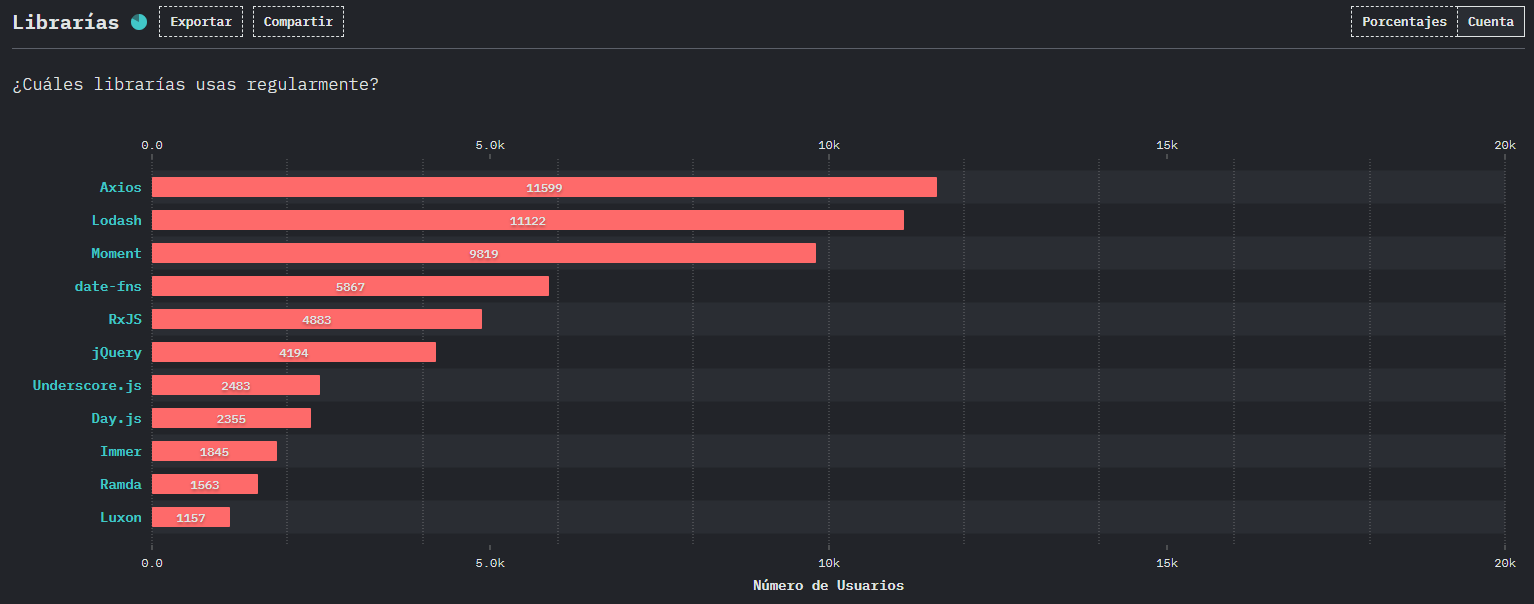 Librarías Exportar Compartir Porcentajes Cuenta
¿Cuáles librarías usas regularmente?
0.0 5.0k 10k 15k 20k
Axios 11599
Lodash 11122
Moment 9819
date-fns 5867
RxJS 4883
jQuery 4194
Underscore.js 2483
Day.js 2355
Immer 1845
Ramda 1563
Luxon 1157
0.0 5.0k 10k 15k 20k
Número de Usuarios